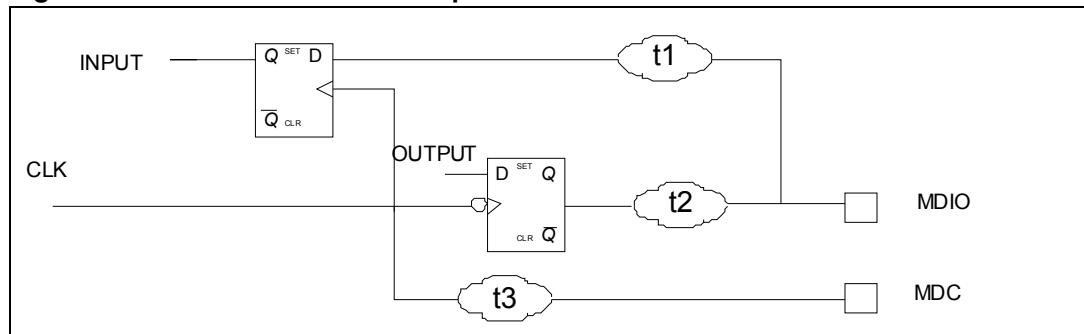 INPUT
Q SET D
Q CLR
t1
CLK
OUTPUT
D SET Q
CLR Q
t2
MDIO
t3
MDC